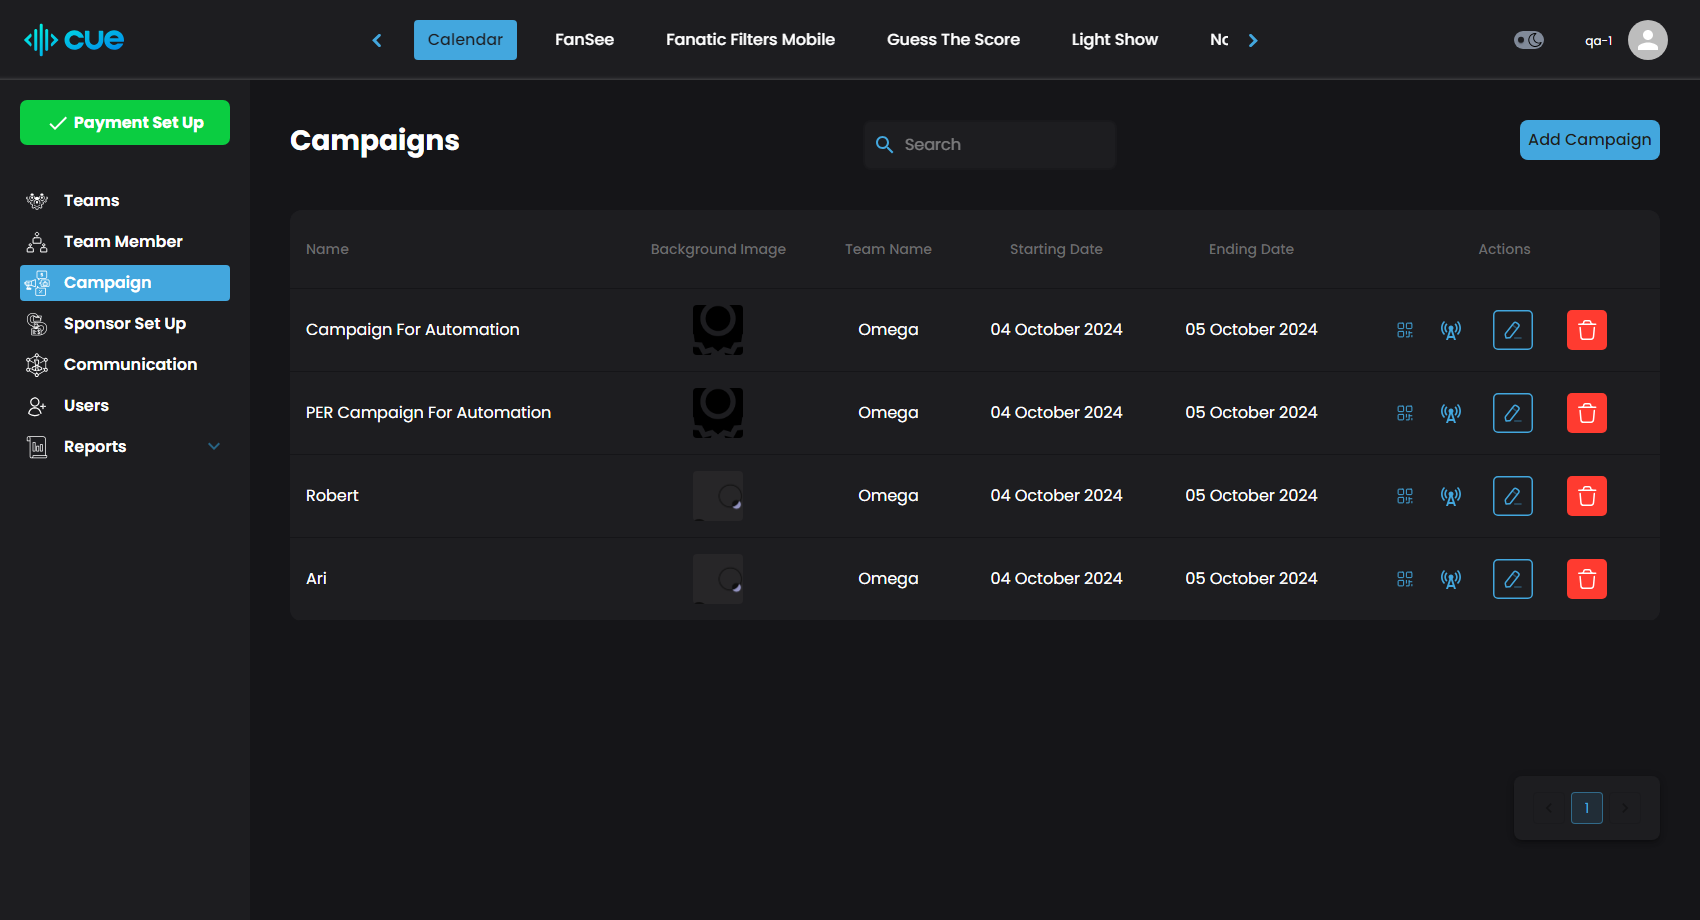 cue
Calendar
FanSee
Fanatic Filters Mobile
Guess The Score
Light Show
qa-1
Payment Set Up
Teams
Team Member
Campaign
Sponsor Set Up
Communication
Users
Reports
Campaigns
Search
Add Campaign
Name Background Image Team Name Starting Date Ending Date Actions
Campaign For Automation Omega 04 October 2024 05 October 2024
PER Campaign For Automation Omega 04 October 2024 05 October 2024
Robert Omega 04 October 2024 05 October 2024
Ari Omega 04 October 2024 05 October 2024
1